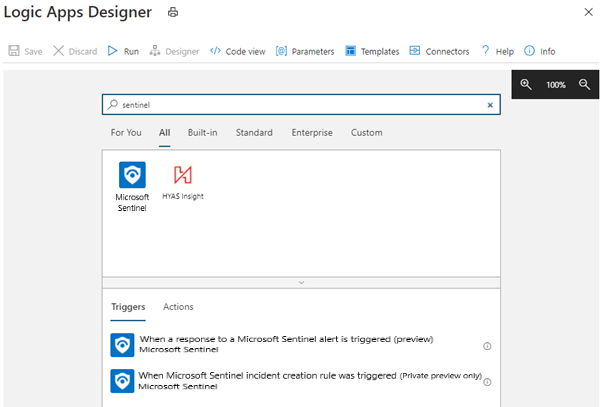 Logic Apps Designer
Save Discard Run Designer Code view Parameters Templates Connectors Help Info
100%
sentinel
For You All Built-in Standard Enterprise Custom
Microsoft
Sentinel
HYAS Insight
Triggers Actions
When a response to a Microsoft Sentinel alert is triggered (preview)
Microsoft Sentinel
When Microsoft Sentinel incident creation rule was triggered (Private preview only)
Microsoft Sentinel